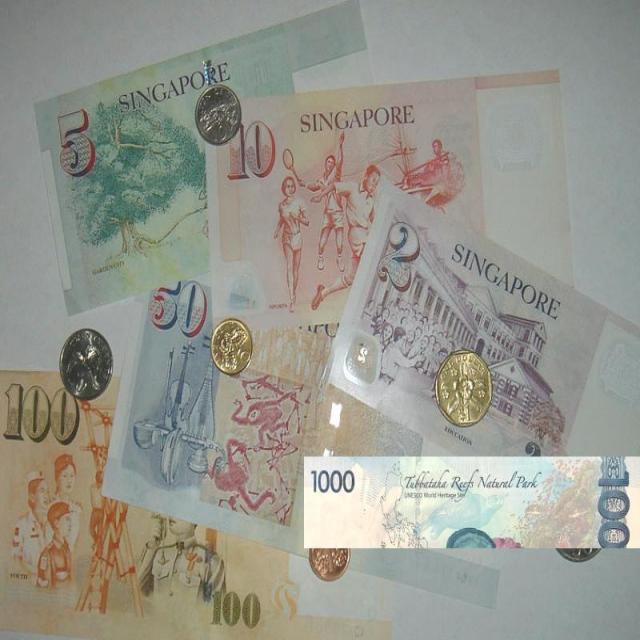 SINGAPORE
5
GARDEN CITY
SINGAPORE
10
SPORTS
SINGAPORE
2
EDUCATION
2
50
100
YOUTH
100
1000
Tubbataha Reefs Natural Park
UNESCO World Heritage Site
1000